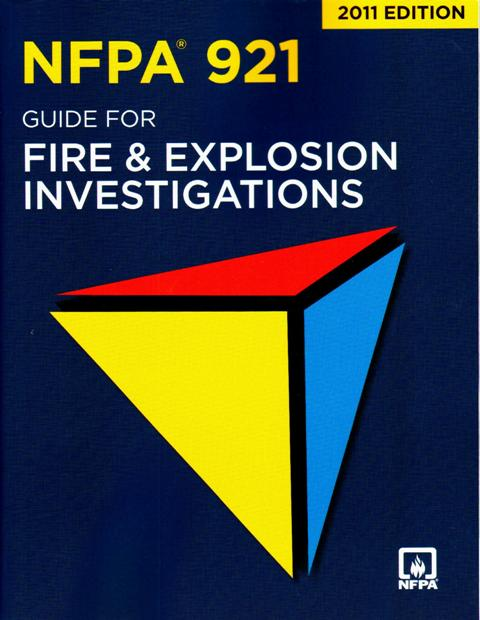 2011 EDITION
NFPA® 921
GUIDE FOR
FIRE & EXPLOSION
INVESTIGATIONS
NFPA®